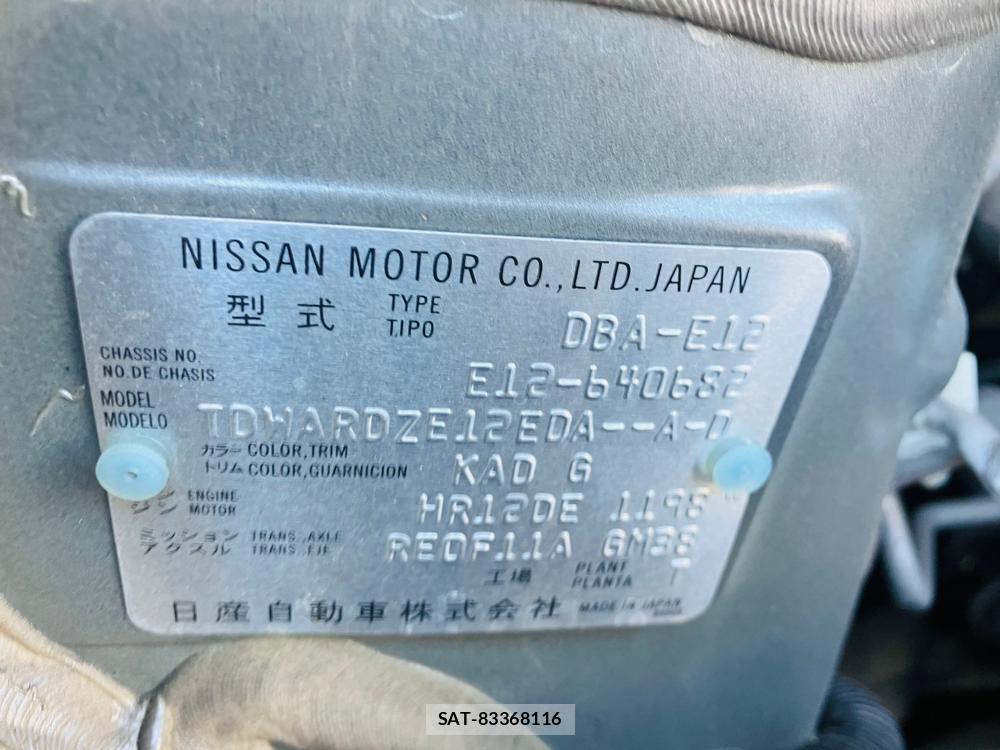 NISSAN MOTOR CO.,LTD.JAPAN
型式 TYPE TIPO DBA-E12
CHASSIS NO.
NO.DE CHASIS E12-640682
MODEL
MODELO TDWARDZE12EDA--A-D
カラー COLOR,TRIM
トリム COLOR,GUARNICION KAD G
ENGINE
ジン MOTOR HR12DE 1198
ミッション TRANS.,AXLE
アクスル TRANS.,EJE RE0F11A GM38
工場 PLANT PLANTA T
日産自動車株式会社 MADE IN JAPAN
SAT-83368116